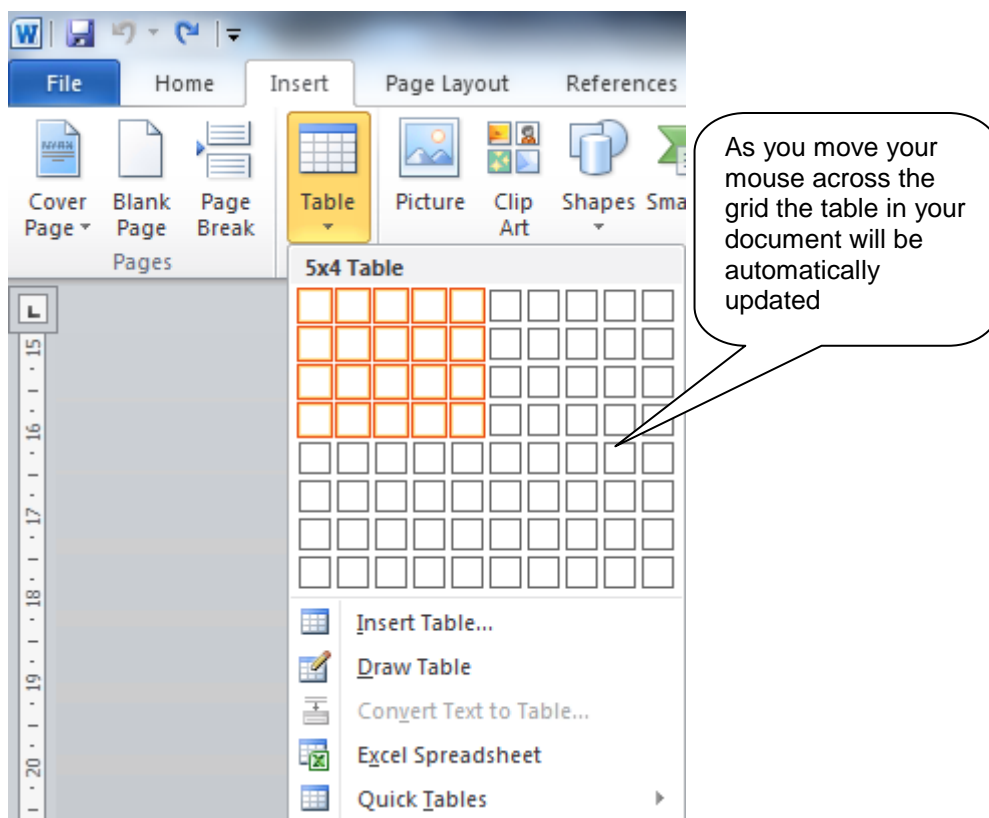 W
File Home Insert Page Layout References
Cover Page Blank Page Page Break Table Picture Clip Art Shapes Sma
Pages
5x4 Table
L
15
16
17
18
19
20
Insert Table...
Draw Table
Convert Text to Table...
Excel Spreadsheet
Quick Tables
As you move your
mouse across the
grid the table in your
document will be
automatically
updated